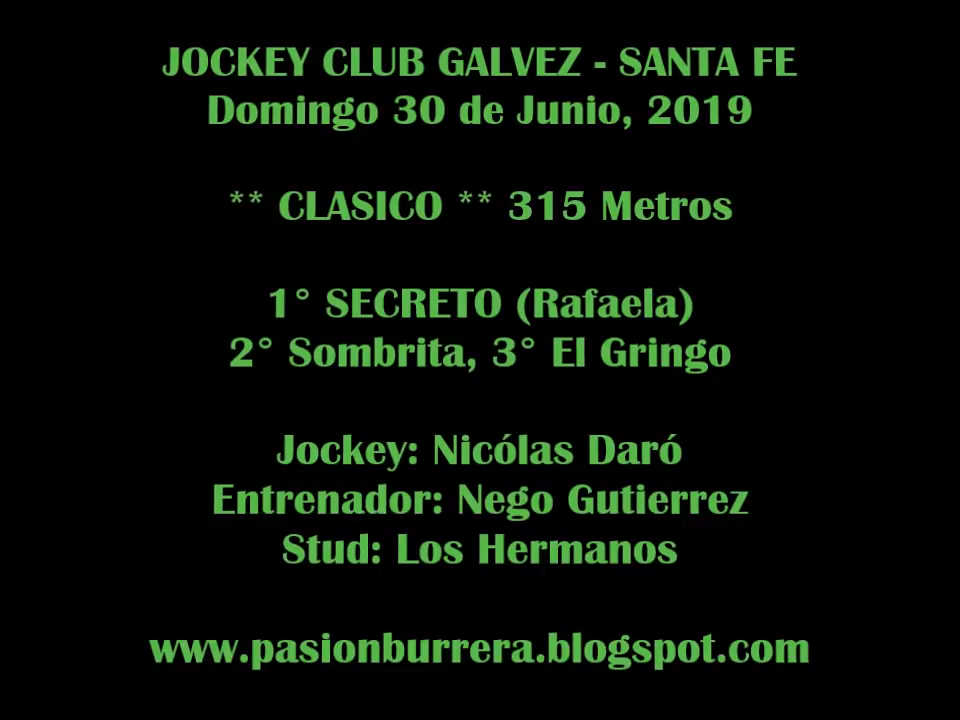 JOCKEY CLUB GALVEZ - SANTA FE
Domingo 30 de Junio, 2019
** CLASICO ** 315 Metros
1° SECRETO (Rafaela)
2° Sombrita, 3° El Gringo
Jockey: Nicólas Daró
Entrenador: Nego Gutierrez
Stud: Los Hermanos
www.pasionburrera.blogspot.com